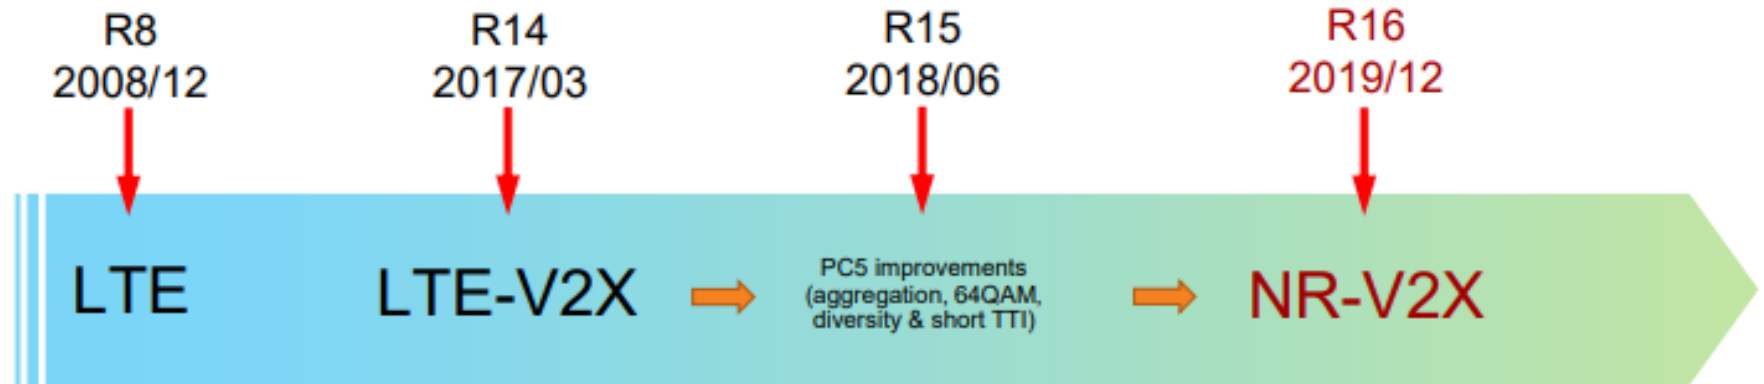 R8
2008/12
R14
2017/03
R15
2018/06
R16
2019/12
LTE
LTE-V2X
PC5 improvements
(aggregation, 64QAM,
diversity & short TTI)
NR-V2X